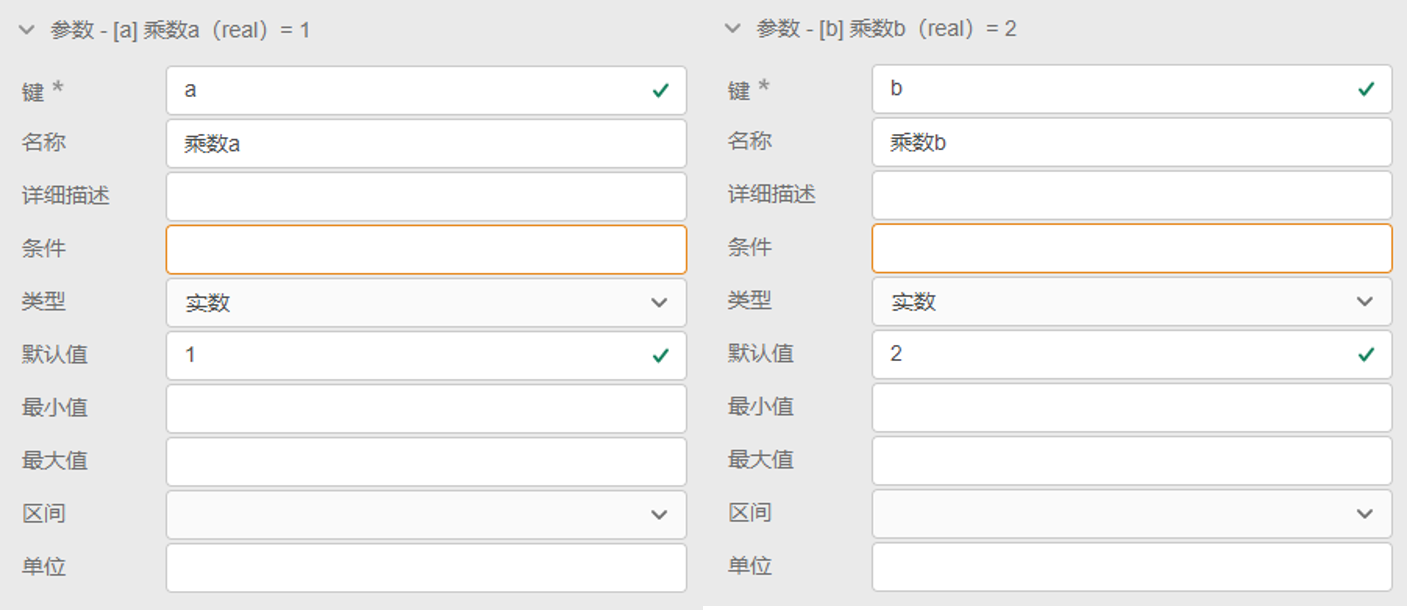 参数 - [a] 乘数a（real）= 1
键 *
a
名称
乘数a
详细描述
条件
类型
实数
默认值
1
最小值
最大值
区间
单位
参数 - [b] 乘数b（real）= 2
键 *
b
名称
乘数b
详细描述
条件
类型
实数
默认值
2
最小值
最大值
区间
单位